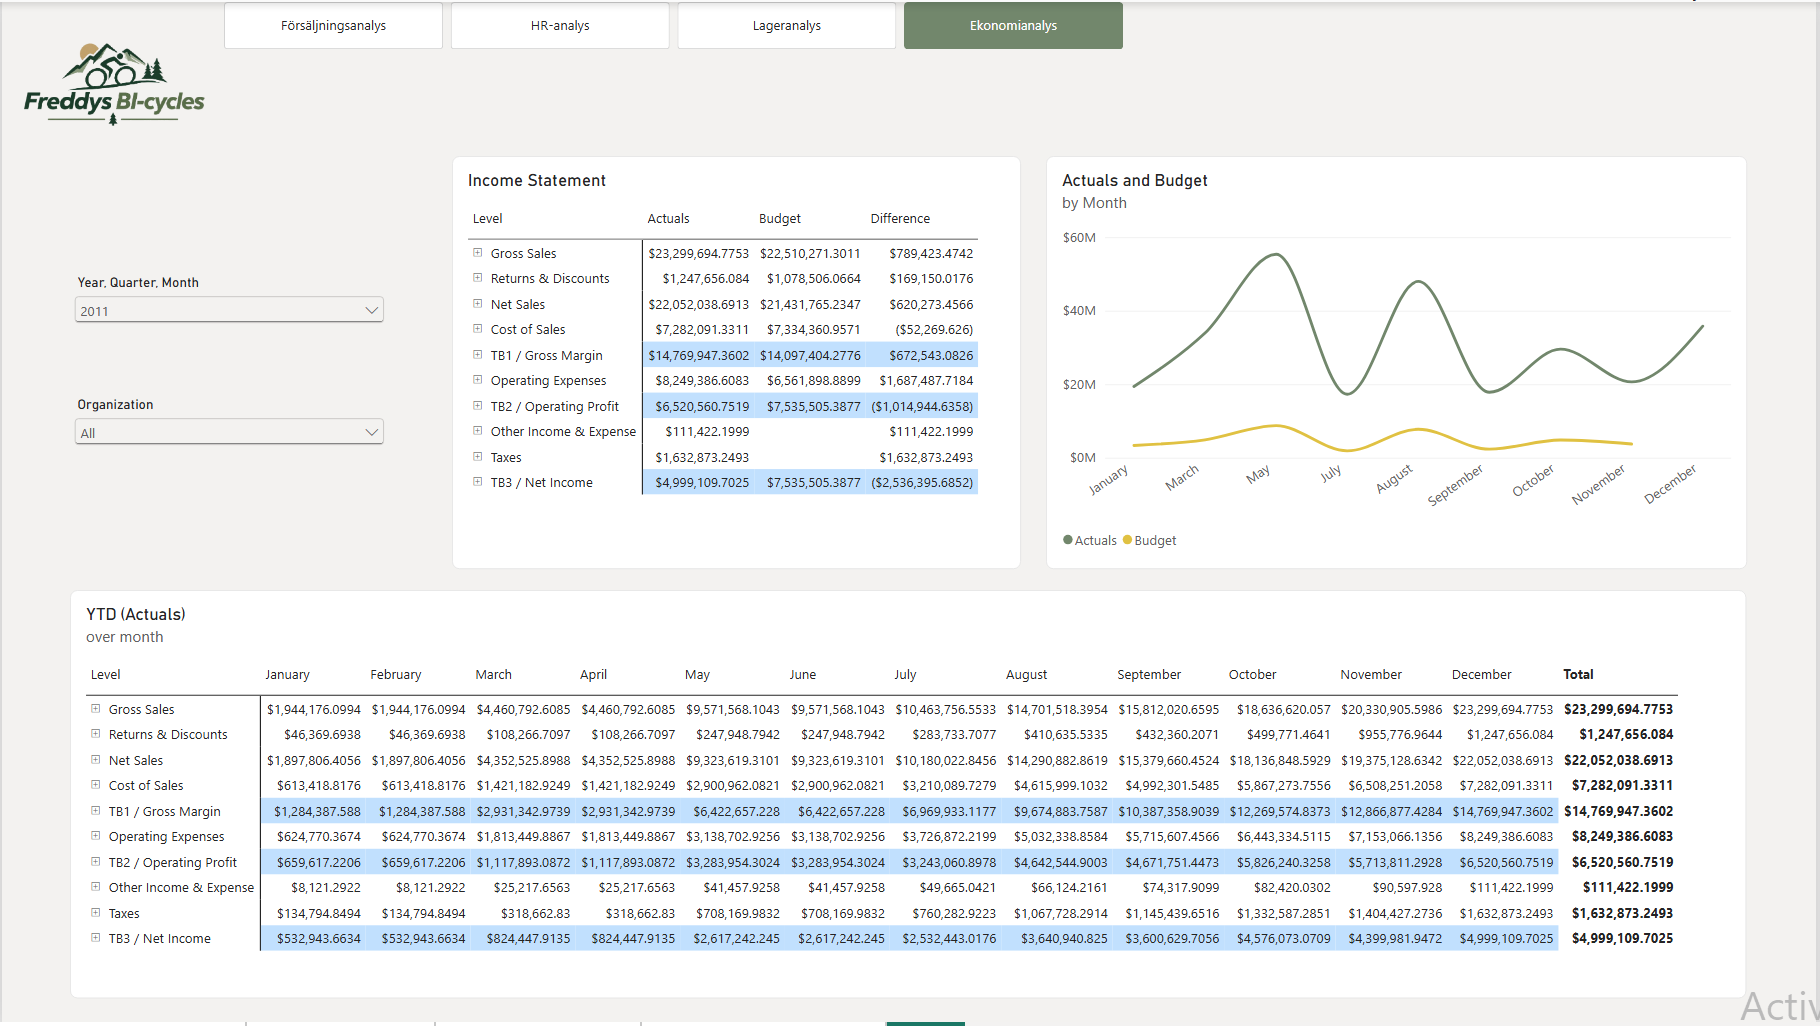 Försäljningsanalys HR-analys Lageranalys Ekonomianalys
Freddys BI-cycles
Income Statement
Level Actuals Budget Difference
Gross Sales $23,299,694.7753 $22,510,271.3011 $789,423.4742
Returns & Discounts $1,247,656.084 $1,078,506.0664 $169,150.0176
Net Sales $22,052,038.6913 $21,431,765.2347 $620,273.4566
Cost of Sales $7,282,091.3311 $7,334,360.9571 ($52,269.626)
TB1 / Gross Margin $14,769,947.3602 $14,097,404.2776 $672,543.0826
Operating Expenses $8,249,386.6083 $6,561,898.8899 $1,687,487.7184
TB2 / Operating Profit $6,520,560.7519 $7,535,505.3877 ($1,014,944.6358)
Other Income & Expense $111,422.1999 $111,422.1999
Taxes $1,632,873.2493 $1,632,873.2493
TB3 / Net Income $4,999,109.7025 $7,535,505.3877 ($2,536,395.6852)
Actuals and Budget
by Month
$60M
$40M
$20M
$0M
January March May July August September October November December
Actuals Budget
Year, Quarter, Month
2011
Organization
All
YTD (Actuals)
over month
Level January February March April May June July August September October November December Total
Gross Sales $1,944,176.0994 $1,944,176.0994 $4,460,792.6085 $4,460,792.6085 $9,571,568.1043 $9,571,568.1043 $10,463,756.5533 $14,701,518.3954 $15,812,020.6595 $18,636,620.057 $20,330,905.5986 $23,299,694.7753 $23,299,694.7753
Returns & Discounts $46,369.6938 $46,369.6938 $108,266.7097 $108,266.7097 $247,948.7942 $247,948.7942 $283,733.7077 $410,635.5335 $432,360.2071 $499,771.4641 $955,776.9644 $1,247,656.084 $1,247,656.084
Net Sales $1,897,806.4056 $1,897,806.4056 $4,352,525.8988 $4,352,525.8988 $9,323,619.3101 $9,323,619.3101 $10,180,022.8456 $14,290,882.8619 $15,379,660.4524 $18,136,848.5929 $19,375,128.6342 $22,052,038.6913 $22,052,038.6913
Cost of Sales $613,418.8176 $613,418.8176 $1,421,182.9249 $1,421,182.9249 $2,900,962.0821 $2,900,962.0821 $3,210,089.7279 $4,615,999.1032 $4,992,301.5485 $5,867,273.7556 $6,508,251.2058 $7,282,091.3311 $7,282,091.3311
TB1 / Gross Margin $1,284,387.588 $1,284,387.588 $2,931,342.9739 $2,931,342.9739 $6,422,657.228 $6,422,657.228 $6,969,933.1177 $9,674,883.7587 $10,387,358.9039 $12,269,574.8373 $12,866,877.4284 $14,769,947.3602 $14,769,947.3602
Operating Expenses $624,770.3674 $624,770.3674 $1,813,449.8867 $1,813,449.8867 $3,138,702.9256 $3,138,702.9256 $3,726,872.2199 $5,032,338.8584 $5,715,607.4566 $6,443,334.5115 $7,153,066.1356 $8,249,386.6083 $8,249,386.6083
TB2 / Operating Profit $659,617.2206 $659,617.2206 $1,117,893.0872 $1,117,893.0872 $3,283,954.3024 $3,283,954.3024 $3,243,060.8978 $4,642,544.9003 $4,671,751.4473 $5,826,240.3258 $5,713,811.2928 $6,520,560.7519 $6,520,560.7519
Other Income & Expense $8,121.2922 $8,121.2922 $25,217.6563 $25,217.6563 $41,457.9258 $41,457.9258 $49,665.0421 $66,124.2161 $74,317.9099 $82,420.0302 $90,597.928 $111,422.1999 $111,422.1999
Taxes $134,794.8494 $134,794.8494 $318,662.83 $318,662.83 $708,169.9832 $708,169.9832 $760,282.9223 $1,067,728.2914 $1,145,439.6516 $1,332,587.2851 $1,404,427.2736 $1,632,873.2493 $1,632,873.2493
TB3 / Net Income $532,943.6634 $532,943.6634 $824,447.9135 $824,447.9135 $2,617,242.245 $2,617,242.245 $2,532,443.0176 $3,640,940.825 $3,600,629.7056 $4,576,073.0709 $4,399,981.9472 $4,999,109.7025 $4,999,109.7025